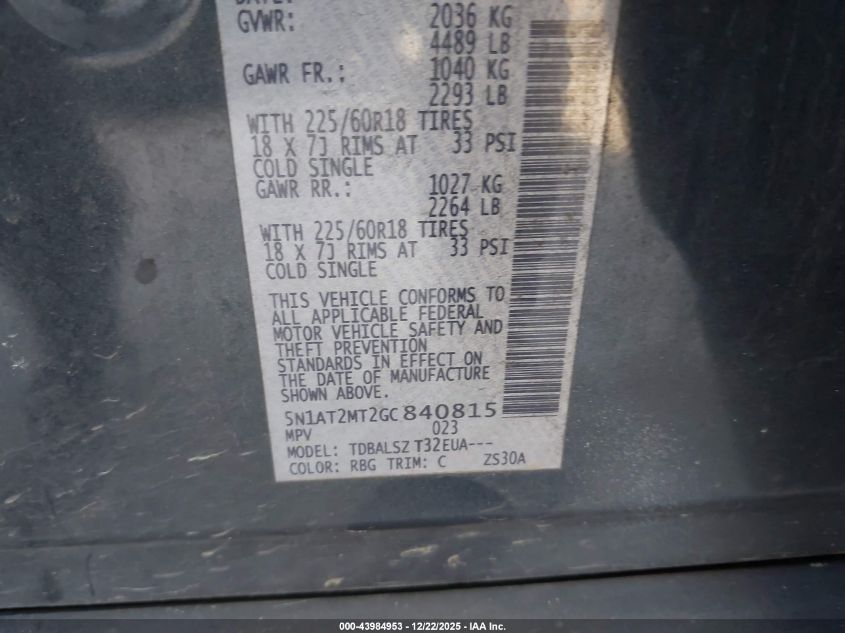 GVWR: 2036 KG
4489 LB
GAWR FR.: 1040 KG
2293 LB
WITH 225/60R18 TIRES
18 X 7J RIMS AT 33 PSI
COLD SINGLE
GAWR RR.: 1027 KG
2264 LB
WITH 225/60R18 TIRES
18 X 7J RIMS AT 33 PSI
COLD SINGLE
THIS VEHICLE CONFORMS TO
ALL APPLICABLE FEDERAL
MOTOR VEHICLE SAFETY AND
THEFT PREVENTION
STANDARDS IN EFFECT ON
THE DATE OF MANUFACTURE
SHOWN ABOVE.
5N1AT2MT2GC840815
MPV 023
MODEL: TDBALSZ T32EUA---
COLOR: RBG TRIM: C ZS30A
000-43984953 - 12/22/2025 - IAA Inc.